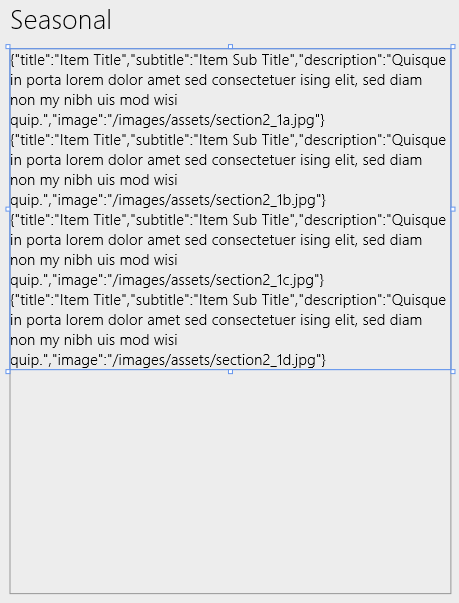 Seasonal
{"title":"Item Title","subtitle":"Item Sub Title","description":"Quisque
in porta lorem dolor amet sed consectetuer ising elit, sed diam
non my nibh uis mod wisi
quip.","image":"/images/assets/section2_1a.jpg"}
{"title":"Item Title","subtitle":"Item Sub Title","description":"Quisque
in porta lorem dolor amet sed consectetuer ising elit, sed diam
non my nibh uis mod wisi
quip.","image":"/images/assets/section2_1b.jpg"}
{"title":"Item Title","subtitle":"Item Sub Title","description":"Quisque
in porta lorem dolor amet sed consectetuer ising elit, sed diam
non my nibh uis mod wisi
quip.","image":"/images/assets/section2_1c.jpg"}
{"title":"Item Title","subtitle":"Item Sub Title","description":"Quisque
in porta lorem dolor amet sed consectetuer ising elit, sed diam
non my nibh uis mod wisi
quip.","image":"/images/assets/section2_1d.jpg"}